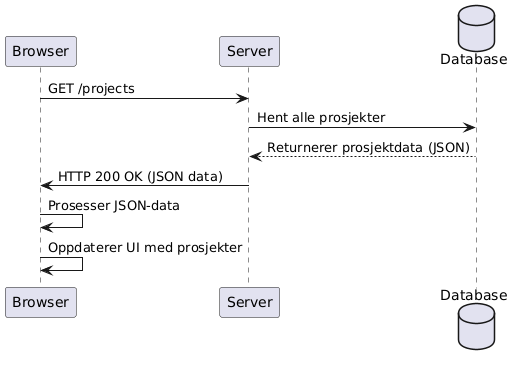 Browser
Server
Database
GET /projects
Hent alle prosjekter
Returnerer prosjektdata (JSON)
HTTP 200 OK (JSON data)
Prosesser JSON-data
Oppdaterer UI med prosjekter
Browser
Server
Database